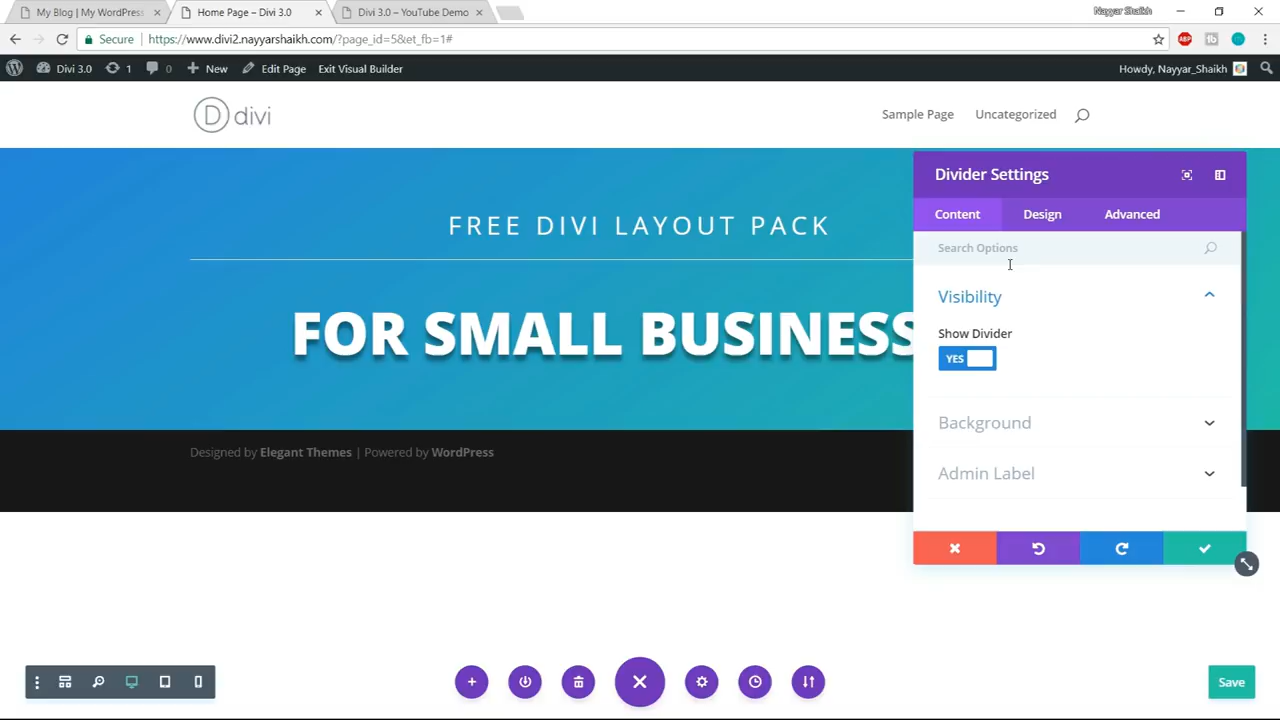 My Blog | My WordPress
Home Page – Divi 3.0
Divi 3.0 – YouTube Demo
Nayyar Shaikh
Secure
https://www.divi2.nayyarshaikh.com/?page_id=5&et_fb=1#
ABP
Divi 3.0
1
0
New
Edit Page
Exit Visual Builder
Howdy, Nayyar_Shaikh
D divi
Sample Page
Uncategorized
FREE DIVI LAYOUT PACK
FOR SMALL BUSINESS
Divider Settings
Content
Design
Advanced
Search Options
Visibility
Show Divider
YES
Background
Admin Label
Designed by Elegant Themes | Powered by WordPress
Save